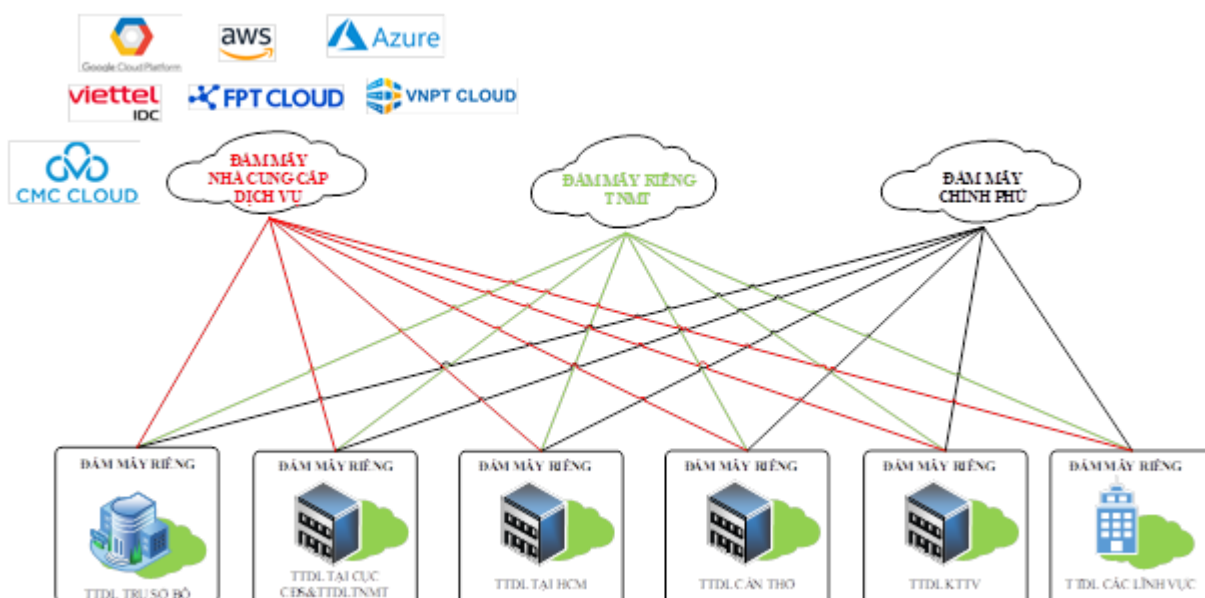 Google Cloud Platform
aws
Azure
viettel
IDC
FPT CLOUD
VNPT CLOUD
CMC CLOUD
ĐÁM MÂY
NHÀ CUNG CẤP
DỊCH VỤ
ĐÁM MÂY RIÊNG
TNMT
ĐÁM MÂY
CHÍNH PHỦ
ĐÁM MÂY RIÊNG
TTDL TRỤ SỞ BỘ
ĐÁM MÂY RIÊNG
TTDL TẠI CỤC
CĐS&TTDLTNMT
ĐÁM MÂY RIÊNG
TTDL TẠI HCM
ĐÁM MÂY RIÊNG
TTDL CẦN THƠ
ĐÁM MÂY RIÊNG
TTDL KTTV
ĐÁM MÂY RIÊNG
TTDL CÁC LĨNH VỰC